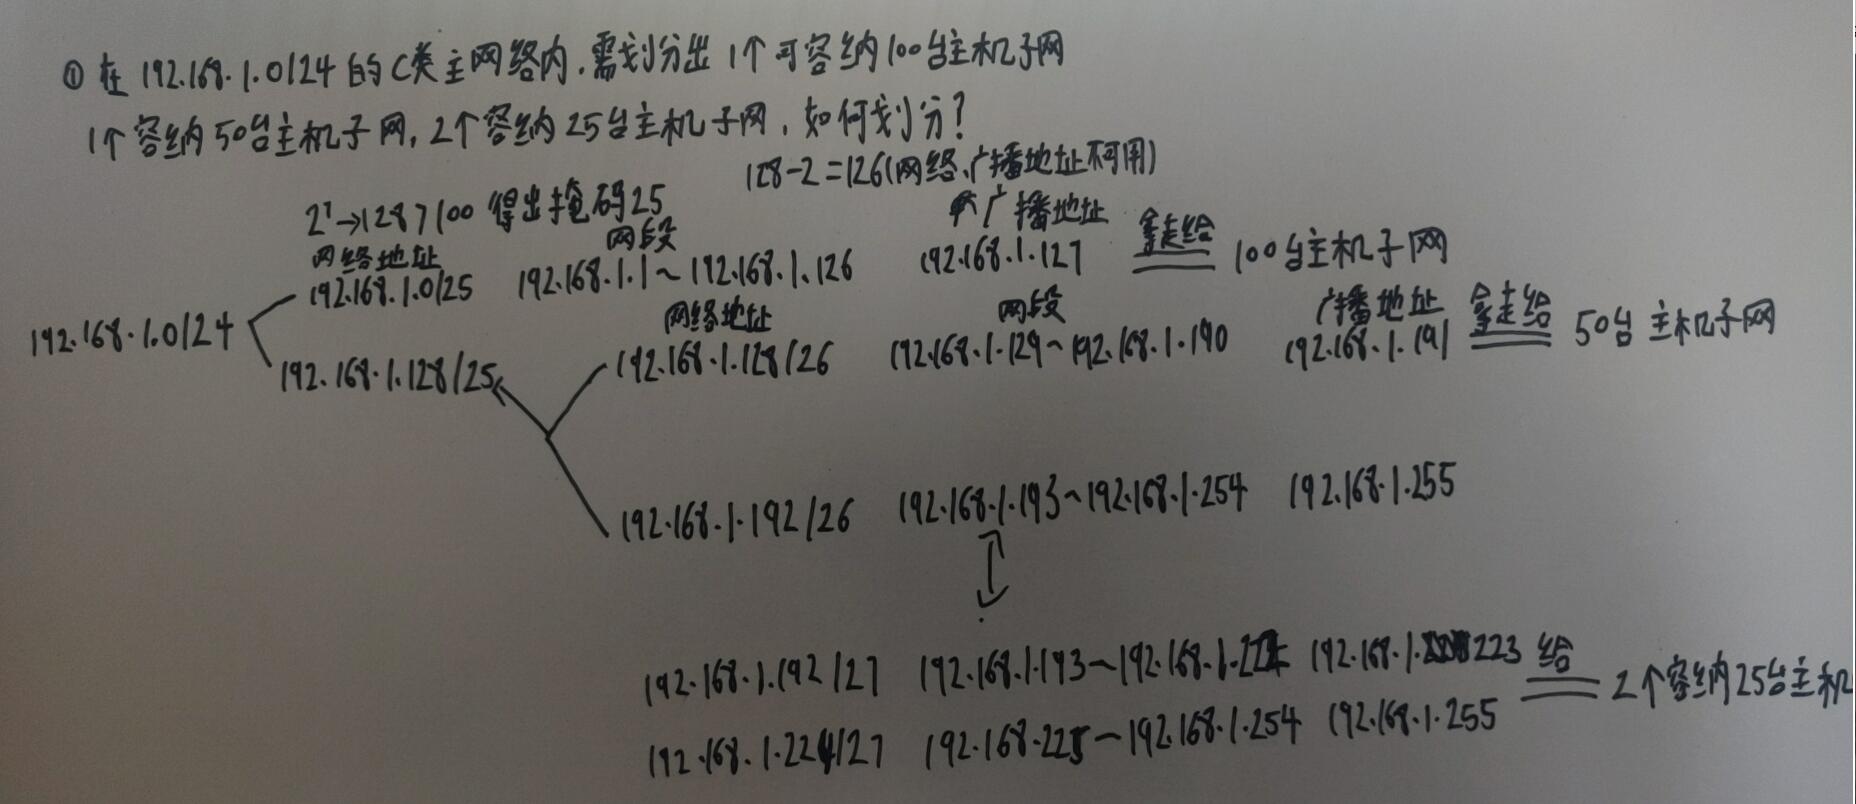 ① 在 192.168.1.0/24 的C类主网络内，需划分出 1个可容纳100台主机子网
1个容纳50台主机子网，2个容纳25台主机子网，如何划分？
128-2=126(网络、广播地址不可用)
2⁷→128>100 得出掩码25
网络地址 网段 广播地址
192.168.1.0/25 192.168.1.1～192.168.1.126 192.168.1.127 拿走给 100台主机子网
192.168.1.0/24
网络地址 网段 广播地址
192.168.1.128/25 192.168.1.128/26 192.168.1.129～192.168.1.190 192.168.1.191 拿走给 50台主机子网
192.168.1.192/26 192.168.1.193～192.168.1.254 192.168.1.255
192.168.1.192/27 192.168.1.193～192.168.1. 192.168.1.223 给 2个容纳25台主机
192.168.1.224/27 192.168.225～192.168.1.254 192.168.1.255